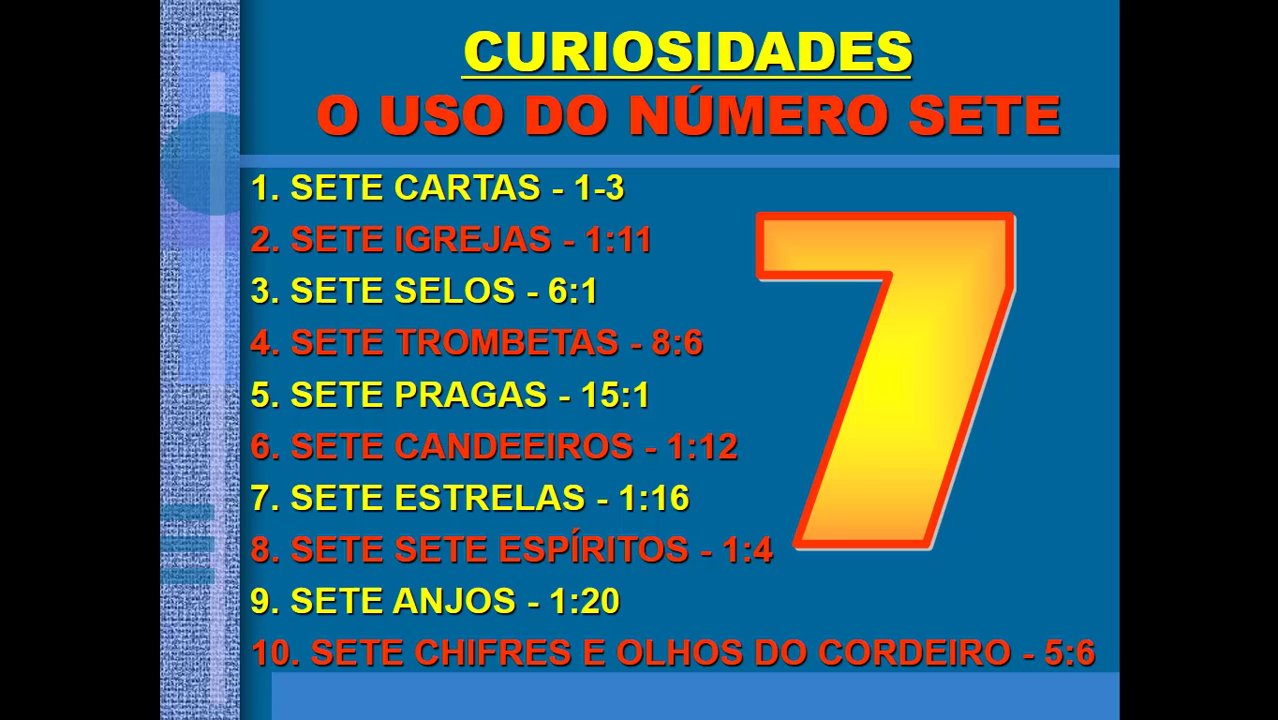 CURIOSIDADES
O USO DO NÚMERO SETE
1. SETE CARTAS - 1-3
2. SETE IGREJAS - 1:11
3. SETE SELOS - 6:1
4. SETE TROMBETAS - 8:6
5. SETE PRAGAS - 15:1
6. SETE CANDEEIROS - 1:12
7. SETE ESTRELAS - 1:16
8. SETE SETE ESPÍRITOS - 1:4
9. SETE ANJOS - 1:20
10. SETE CHIFRES E OLHOS DO CORDEIRO - 5:6
7